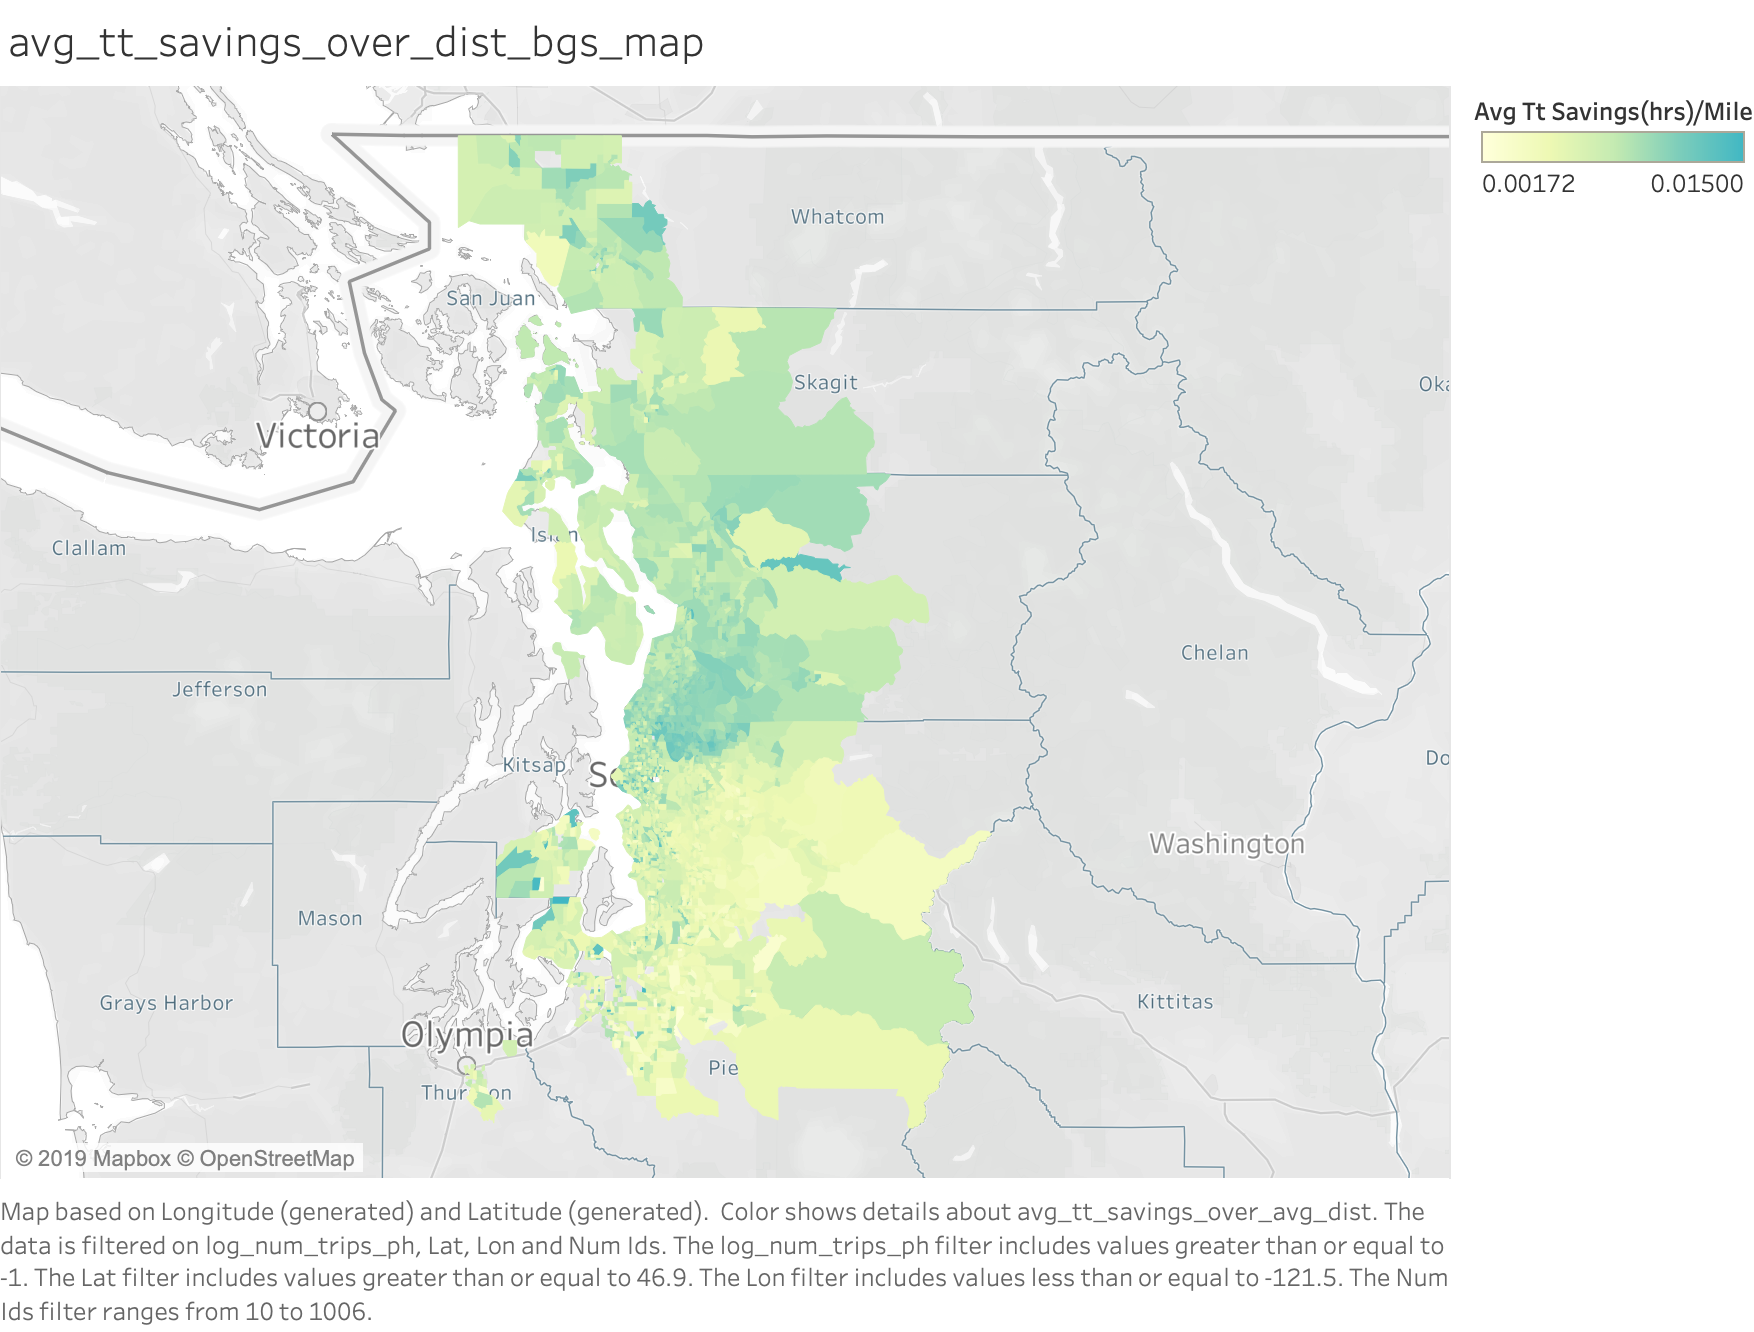 avg_tt_savings_over_dist_bgs_map
Avg Tt Savings(hrs)/Mile
0.00172
0.01500
Whatcom
San Juan
Skagit
Victoria
Clallam
Chelan
Jefferson
Kitsap
Washington
Mason
Grays Harbor
Kittitas
Olympia
© 2019 Mapbox © OpenStreetMap
Map based on Longitude (generated) and Latitude (generated).  Color shows details about avg_tt_savings_over_avg_dist. The
data is filtered on log_num_trips_ph, Lat, Lon and Num Ids. The log_num_trips_ph filter includes values greater than or equal to
-1. The Lat filter includes values greater than or equal to 46.9. The Lon filter includes values less than or equal to -121.5. The Num
Ids filter ranges from 10 to 1006.